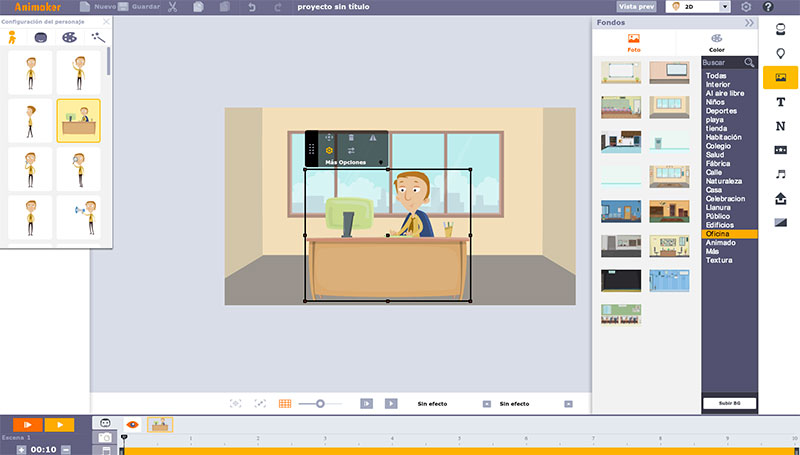 Animaker
Nuevo
Guardar
proyecto sin título
Vista prev
2D
?
Configuración del personaje
Fondos
Foto
Color
Buscar
Todas
Interior
Al aire libre
Niños
Deportes
playa
tienda
Habitación
Colegio
Salud
Fábrica
Calle
Naturaleza
Casa
Celebracion
Llanura
Público
Edificios
Oficina
Animado
Más
Textura
Subir BG
T
N
Más Opciones
Sin efecto
Sin efecto
Escena 1
00:10
1
2
3
4
5
6
7
8
9
10